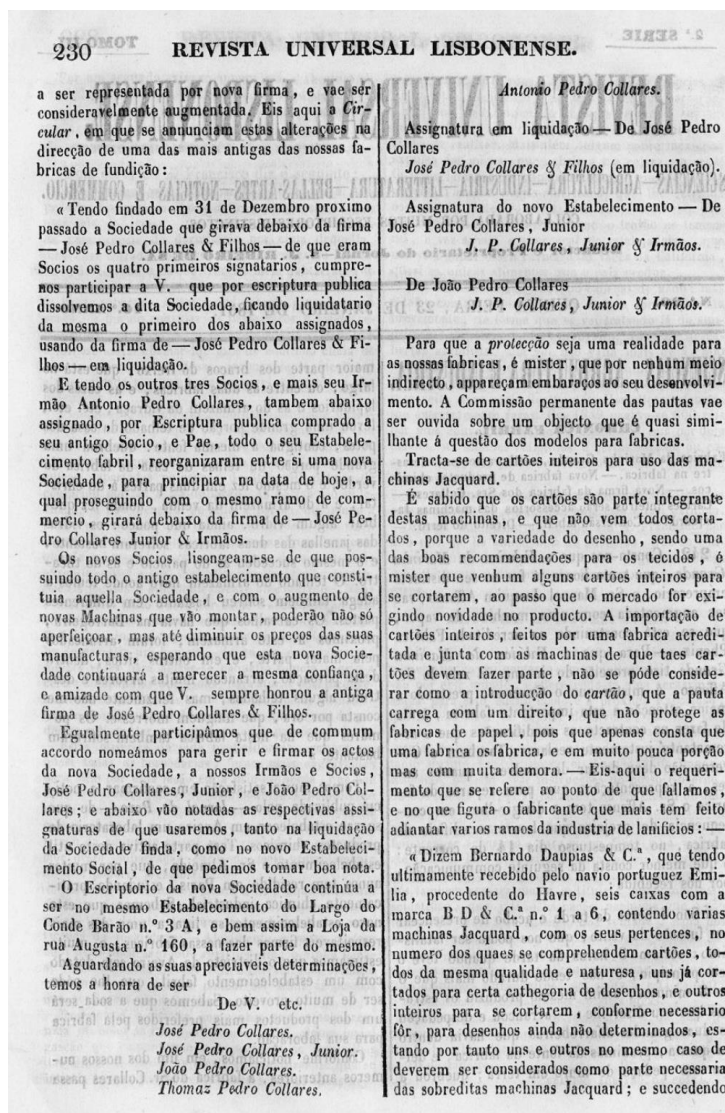 230 REVISTA UNIVERSAL LISBONENSE.
a ser representada por nova firma, e vae ser
consideravelmente augmentada. Eis aqui a Cir-
cular, em que se annunciam estas alterações na
direcção de uma das mais antigas das nossas fa-
bricas de fundição:
« Tendo findado em 31 de Dezembro proximo
passado a Sociedade que girava debaixo da firma
— José Pedro Collares & Filhos — de que eram
Socios os quatro primeiros signatarios, cumpre-
nos participar a V. que por escriptura publica
dissolvemos a dita Sociedade, ficando liquidatario
da mesma o primeiro dos abaixo assignados,
usando da firma de — José Pedro Collares & Fi-
lhos — em liquidação.
E tendo os outros tres Socios, e mais seu Ir-
mão Antonio Pedro Collares, tambem abaixo
assignado, por Escriptura publica comprado a
seu antigo Socio, e Pae, todo o seu Estabele-
cimento fabril, reorganizaram entre si uma nova
Sociedade, para principiar na data de hoje, a
qual proseguindo com o mesmo ramo de com-
mercio, girará debaixo da firma de — José Pe-
dro Collares Junior & Irmãos.
Os novos Socios lisongeam-se de que pos-
suindo todo o antigo estabelecimento que consti-
tuia aquella Sociedade, e com o augmento de
novas Machinas que vão montar, poderão não só
aperfeiçoar, mas até diminuir os preços das suas
manufacturas, esperando que esta nova Socie-
dade continuará a merecer a mesma confiança,
e amizade com que V. sempre honrou a antiga
firma de José Pedro Collares & Filhos.
Egualmente participâmos que de commum
accordo nomeámos para gerir e firmar os actos
da nova Sociedade, a nossos Irmãos e Socios,
José Pedro Collares, Junior, e João Pedro Col-
lares; e abaixo vão notadas as respectivas assi-
gnaturas de que usaremos, tanto na liquidação
da Sociedade finda, como no novo Estabeleci-
mento Social, de que pedimos tomar boa nota.
O Escriptorio da nova Sociedade continúa a
ser no mesmo Estabelecimento do Largo do
Conde Barão n.º 3 A, e bem assim a Loja da
rua Augusta n.º 160, a fazer parte do mesmo.
Aguardando as suas apreciaveis determinações,
temos a honra de ser
De V. etc.
José Pedro Collares.
José Pedro Collares, Junior.
João Pedro Collares.
Thomaz Pedro Collares.
Antonio Pedro Collares.
Assignatura em liquidação — De José Pedro
Collares
José Pedro Collares & Filhos (em liquidação).
Assignatura do novo Estabelecimento — De
José Pedro Collares, Junior
J. P. Collares, Junior & Irmãos.
De João Pedro Collares
J. P. Collares, Junior & Irmãos.
Para que a protecção seja uma realidade para
as nossas fabricas, é mister, que por nenhum meio
indirecto, appareçam embaraços ao seu desenvolvi-
mento. A Commissão permanente das pautas vae
ser ouvida sobre um objecto que é quasi simi-
lhante á questão dos modelos para fabricas.
Tracta-se de cartões inteiros para uso das ma-
chinas Jacquard.
É sabido que os cartões são parte integrante
destas machinas, e que não vem todos corta-
dos, porque a variedade do desenho, sendo uma
das boas recommendações para os tecidos, é
mister que venham alguns cartões inteiros para
se cortarem, ao passo que o mercado for exi-
gindo novidade no producto. A importação de
cartões inteiros, feitos por uma fabrica acredi-
tada e junta com as machinas de que taes car-
tões devem fazer parte, não se póde conside-
rar como a introducção do cartão, que a pauta
carrega com um direito, que não protege as
fabricas de papel, pois que apenas consta que
uma fabrica os fabríca, e em muito pouca porção
mas com muita demora. — Eis-aqui o requeri-
mento que se refere ao ponto de que fallamos,
e no que figura o fabricante que mais tem feito
adiantar varios ramos da industria de lanificios: —
« Dizem Bernardo Daupias & C.ª, que tendo
ultimamente recebido pelo navio portuguez Emi-
lia, procedente do Havre, seis caixas com a
marca B D & C.ª n.º 1 a 6, contendo varias
machinas Jacquard, com os seus pertences, no
numero dos quaes se comprehendem cartões, to-
dos da mesma qualidade e naturesa, uns já cor-
tados para certa cathegoria de desenhos, e outros
inteiros para se cortarem, conforme necessario
fôr, para desenhos ainda não determinados, es-
tando por tanto uns e outros no mesmo caso de
deverem ser considerados como parte necessaria
das sobreditas machinas Jacquard; e succedendo